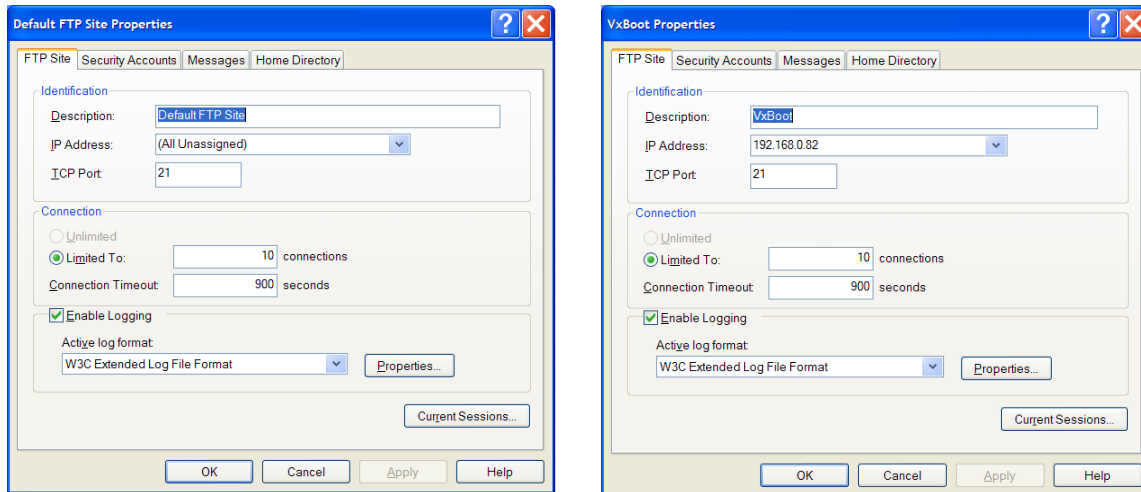 Default FTP Site Properties
FTP Site Security Accounts Messages Home Directory
Identification
Description: Default FTP Site
IP Address: (All Unassigned)
TCP Port: 21
Connection
Unlimited
Limited To: 10 connections
Connection Timeout: 900 seconds
Enable Logging
Active log format:
W3C Extended Log File Format Properties...
Current Sessions...
OK Cancel Apply Help
VxBoot Properties
FTP Site Security Accounts Messages Home Directory
Identification
Description: VxBoot
IP Address: 192.168.0.82
TCP Port: 21
Connection
Unlimited
Limited To: 10 connections
Connection Timeout: 900 seconds
Enable Logging
Active log format:
W3C Extended Log File Format Properties...
Current Sessions...
OK Cancel Apply Help